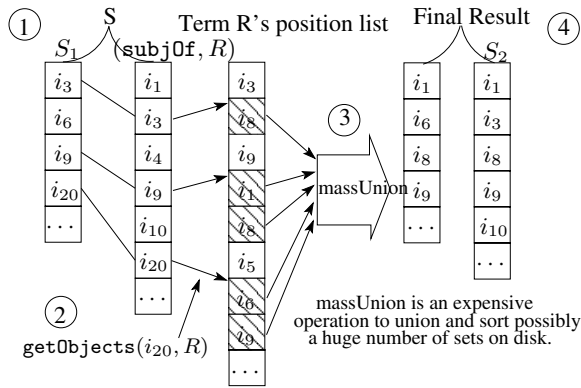 ① S Term R's position list Final Result ④
S₁ (subjOf, R) S₂
i₃ i₁ i₃ i₁ i₁
i₆ i₃ i₈ i₆ i₃
③
i₉ i₄ i₉ i₈ i₈
i₂₀ i₉ i₁ massUnion i₉ i₉
... i₁₀ i₈ ... i₁₀
i₂₀ i₅ ...
... i₆
② massUnion is an expensive
i₉ operation to union and sort possibly
getObjects(i₂₀, R) a huge number of sets on disk.
...